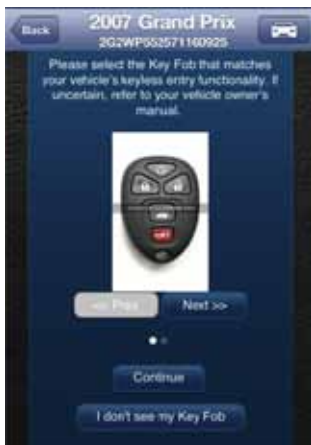 Back
2007 Grand Prix
2G2WP552571160925
Please select the Key Fob that matches
your vehicle's keyless entry functionality. If
uncertain, refer to your vehicle owner's
manual.
<< Prev
Next >>
Continue
I don't see my Key Fob